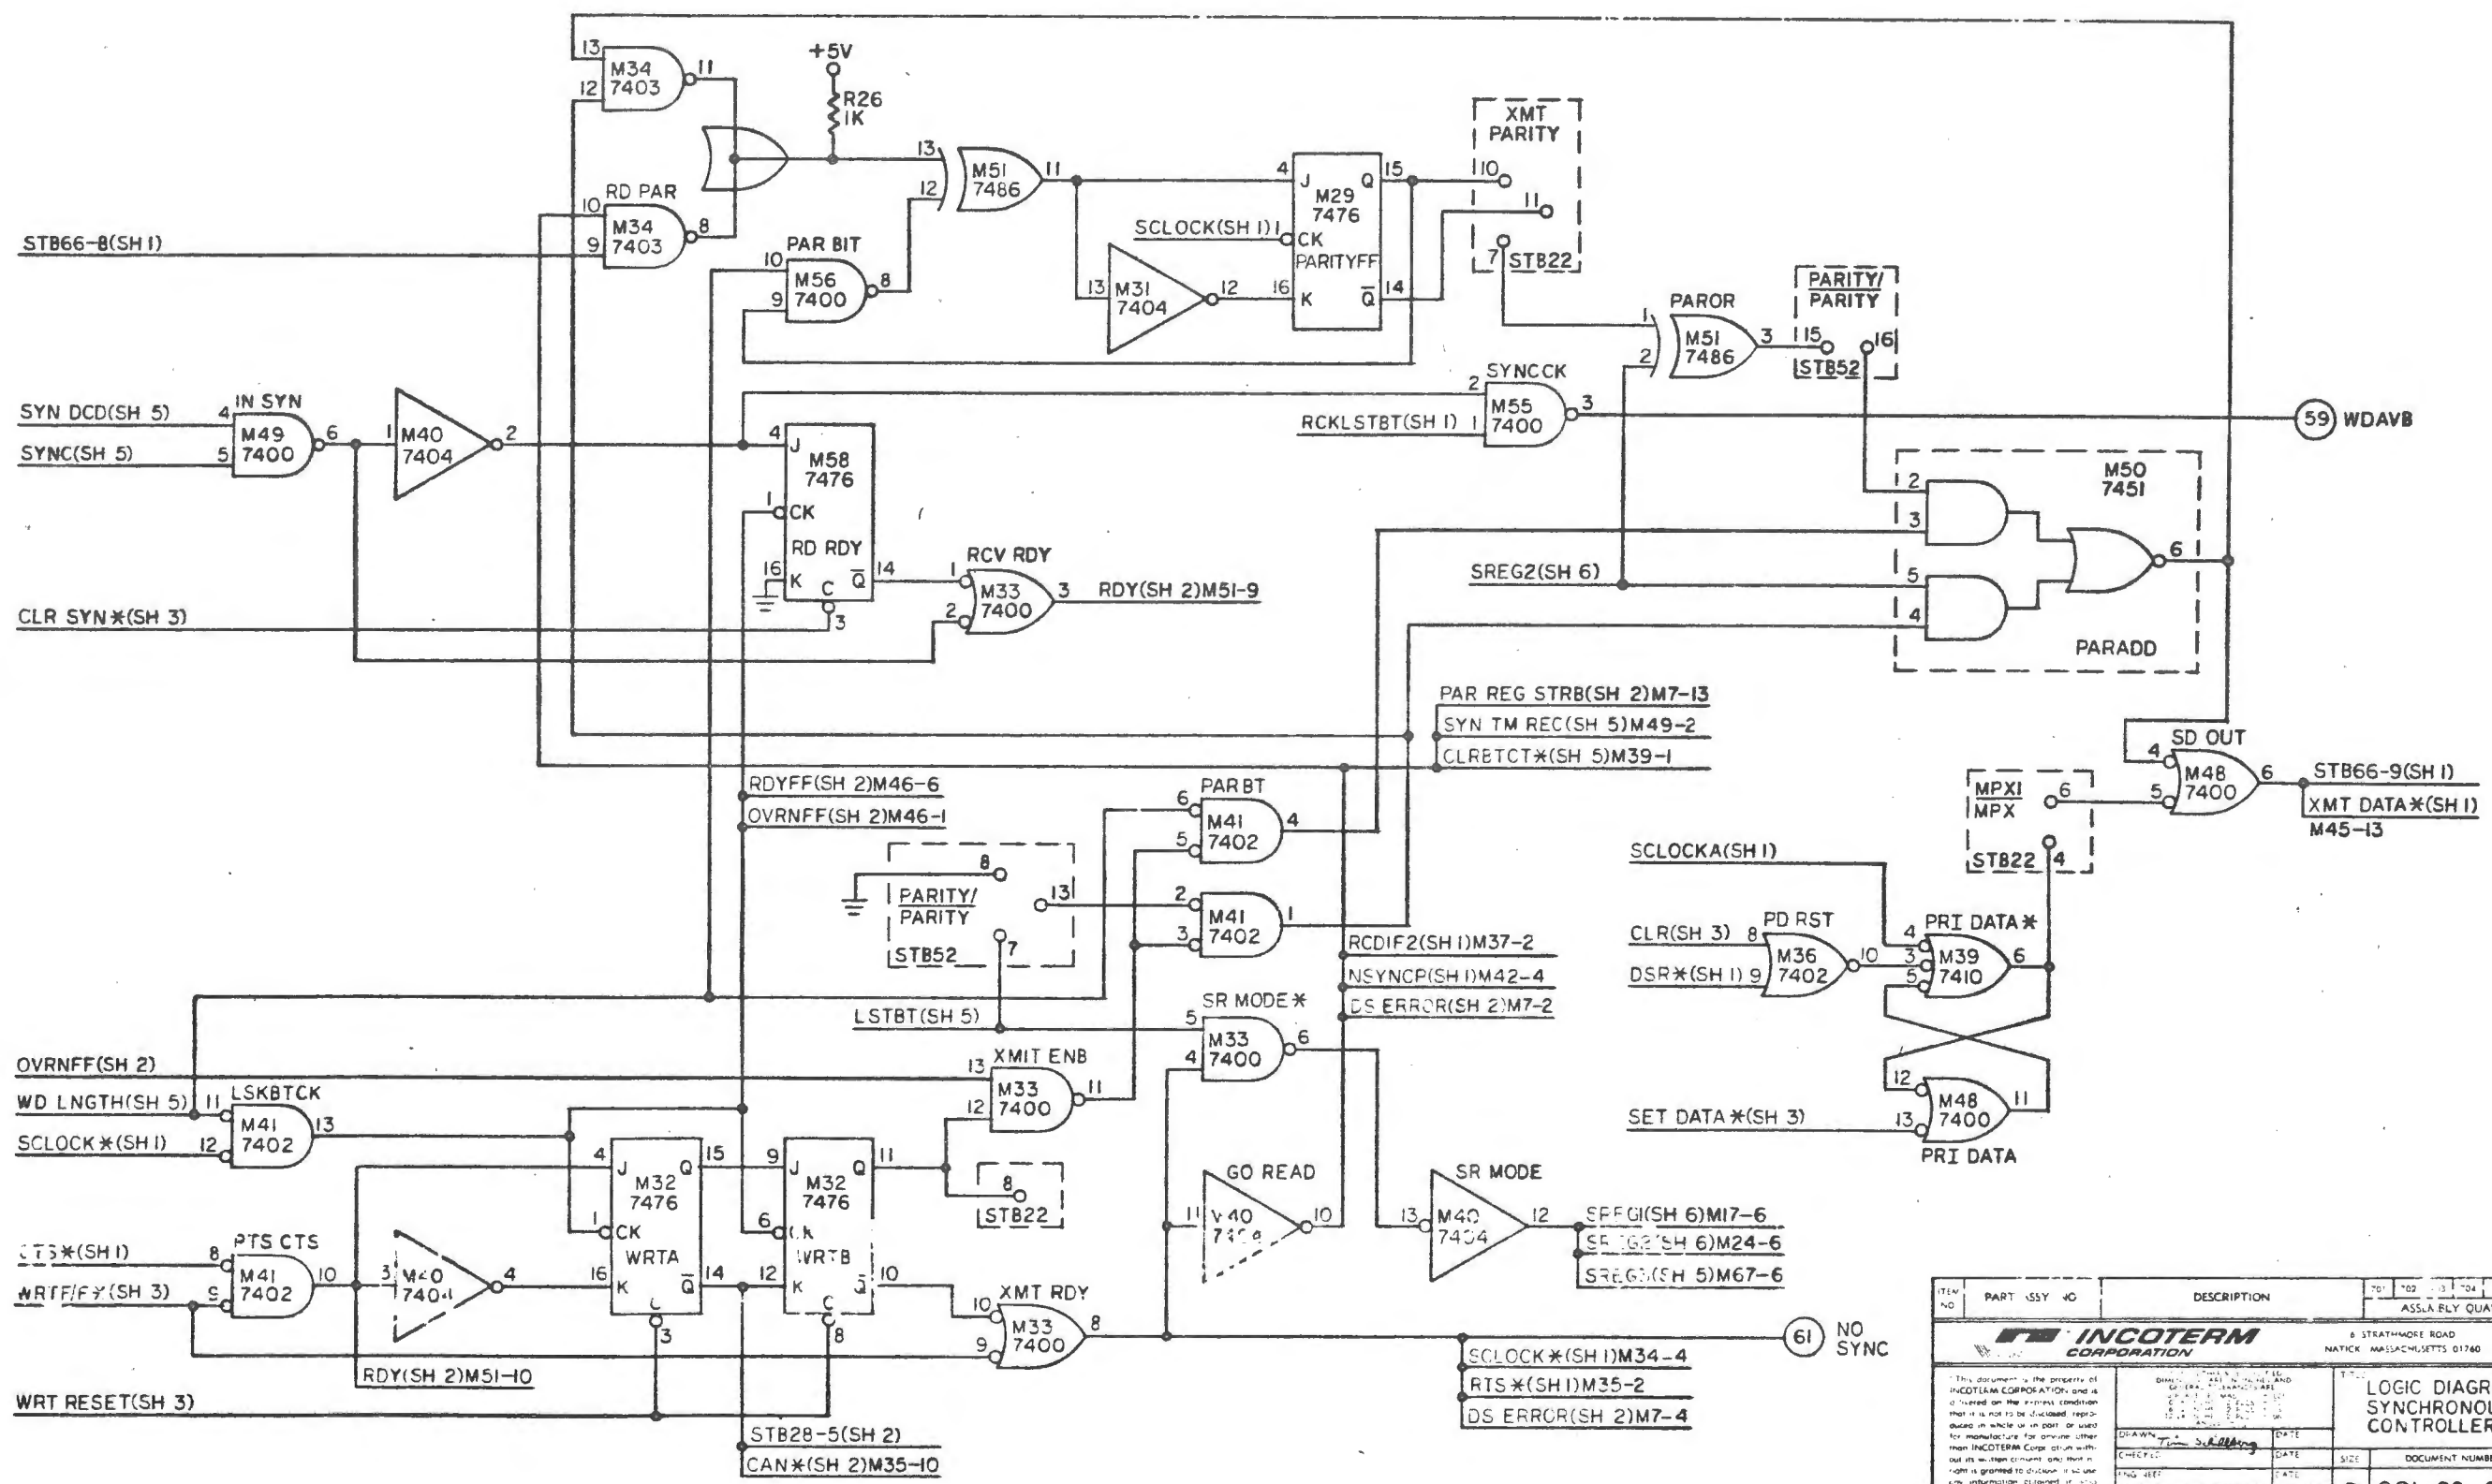 13
M34
7403
11
12
+5V
R26
1K
RD PAR
10
M34
7403
8
9
STB66-8(SH 1)
13
M51
7486
11
12
PAR BIT
10
M56
7400
8
9
13
M31
7404
12
4
J
Q
15
M29
7476
SCLOCK(SH 1)
1
CK
PARITYFF
16
K
Q
14
XMT
PARITY
10
11
7
STB22
PAROR
1
M51
7486
3
2
PARITY/
PARITY
15
16
STB52
SYN DCD(SH 5)
SYNC(SH 5)
IN SYN
4
M49
7400
6
5
1
M40
7404
2
SYNCCK
2
M55
7400
3
RCKLSTBT(SH 1)
1
59
WDAVB
4
J
M58
7476
1
CK
RD RDY
16
K
C
Q
14
3
RCV RDY
1
M33
7400
3
2
RDY(SH 2)M51-9
CLR SYN*(SH 3)
M50
7451
2
3
5
4
6
PARADD
SREG2(SH 6)
PAR REG STRB(SH 2)M7-13
SYN TM REC(SH 5)M49-2
CLRBTCT*(SH 5)M39-1
RDYFF(SH 2)M46-6
OVRNFF(SH 2)M46-1
PARBT
6
M41
7402
4
5
8
PARITY/
PARITY
13
7
STB52
2
M41
7402
1
3
SD OUT
4
M48
7400
6
5
STB66-9(SH 1)
XMT DATA*(SH 1)
M45-13
MPX1
MPX
6
STB22
4
SCLOCKA(SH 1)
CLR(SH 3)
8
PD RST
M36
7402
10
DSR*(SH 1)
9
PRI DATA*
4
3
5
M39
7410
6
12
M48
7400
11
13
SET DATA*(SH 3)
PRI DATA
RCDIF2(SH 1)M37-2
NSYNCP(SH 1)M42-4
DS ERROR(SH 2)M7-2
LSTBT(SH 5)
SR MODE*
5
M33
7400
6
4
OVRNFF(SH 2)
WD LNGTH(SH 5)
11
LSKBTCK
M41
7402
13
SCLOCK*(SH 1)
12
XMIT ENB
13
M33
7400
11
12
4
J
Q
15
M32
7476
1
CK
WRTA
16
K
Q
14
C
3
9
J
Q
11
M32
7476
6
WRTB
12
K
Q
10
C
8
8
STB22
GO READ
11
10
SR MODE
13
M40
12
SREG1(SH 6)M17-6
M24-6
M67-6
8
M41
7402
10
3
4
RDY(SH 2)M51-10
WRT RESET(SH 3)
XMT RDY
10
M33
7400
8
9
61
NO
SYNC
SCLOCK*(SH 1)M34-4
RTS*(SH 1)M35-2
DS ERROR(SH 2)M7-4
STB28-5(SH 2)
CAN*(SH 2)M35-10
ITEM
NO
DESCRIPTION
INCOTERM
CORPORATION
6 STRATHMORE ROAD
NATICK MASSACHUSETTS 01760
This document is the property of
INCOTERM CORPORATION and is
LOGIC DIAGR
SYNCHRONOU
CONTROLLER
DRAWN
DATE
CHECKED
DATE
SIZE
DOCUMENT NUMB